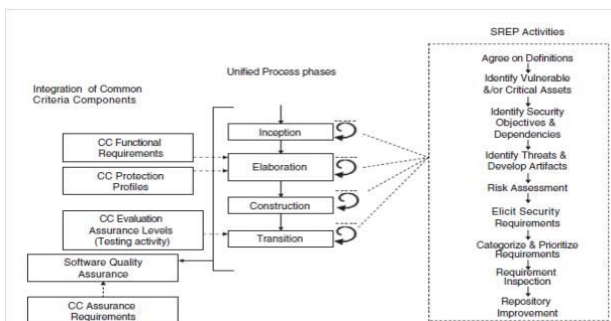 SREP Activities
Agree on Definitions
Identify Vulnerable
&/or Critical Assets
Identify Security
Objectives &
Dependencies
Identify Threats &
Develop Artifacts
Risk Assessment
Elicit Security
Requirements
Categorize & Prioritize
Requirements
Requirement
Inspection
Repository
Improvement
Unified Process phases
Inception
Elaboration
Construction
Transition
Integration of Common
Criteria Components
CC Functional
Requirements
CC Protection
Profiles
CC Evaluation
Assurance Levels
(Testing activity)
Software Quality
Assurance
CC Assurance
Requirements